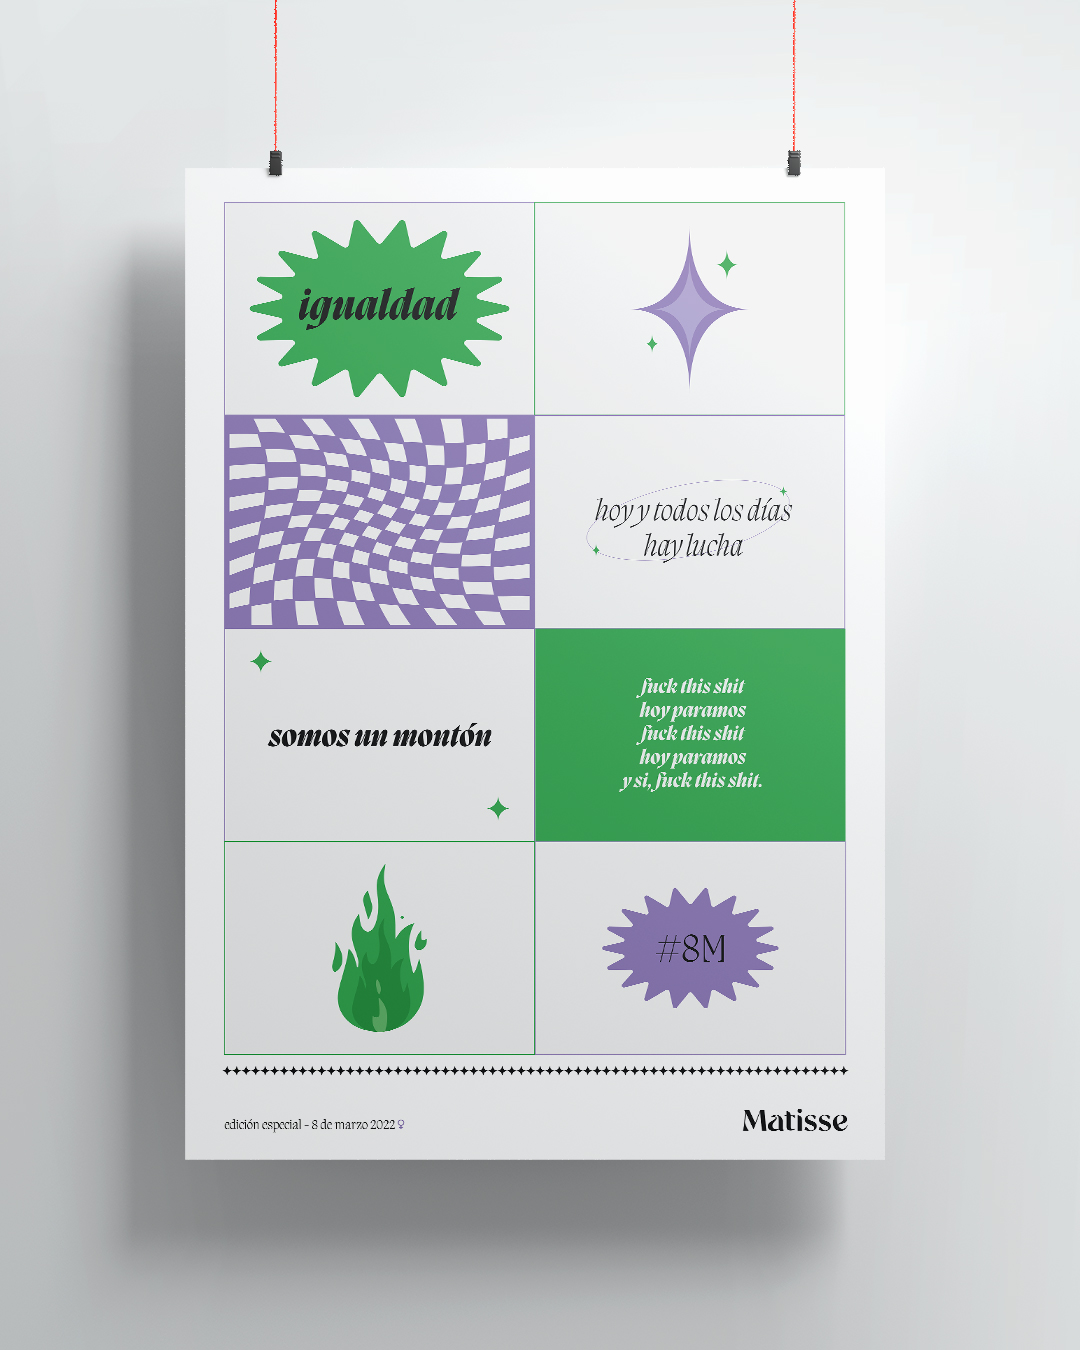 igualdad
hoy y todos los días
hay lucha
somos un montón
fuck this shit
hoy paramos
fuck this shit
hoy paramos
y si, fuck this shit.
#8M
edición especial - 8 de marzo 2022♀
Matisse